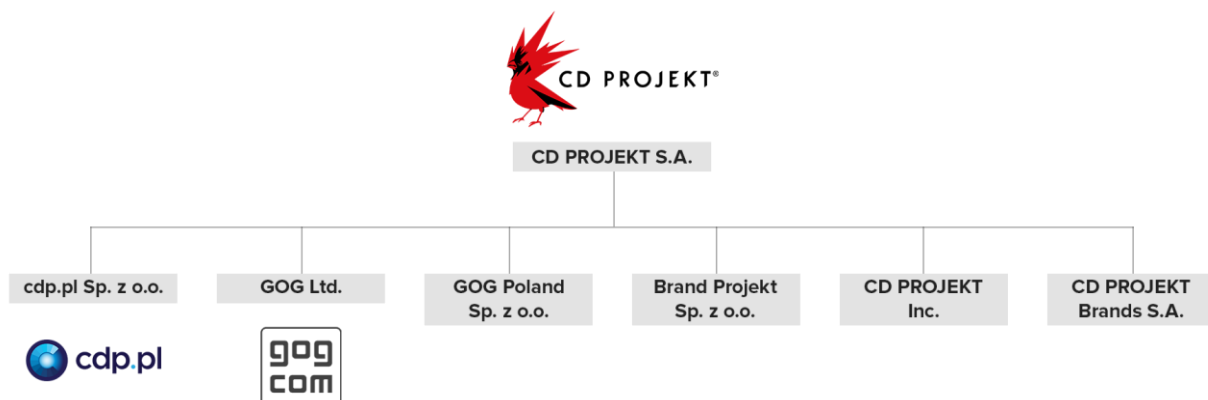 CD PROJEKT®
CD PROJEKT S.A.
cdp.pl Sp. z o.o.
GOG Ltd.
GOG Poland
Sp. z o.o.
Brand Projekt
Sp. z o.o.
CD PROJEKT
Inc.
CD PROJEKT
Brands S.A.
cdp.pl
gog
com